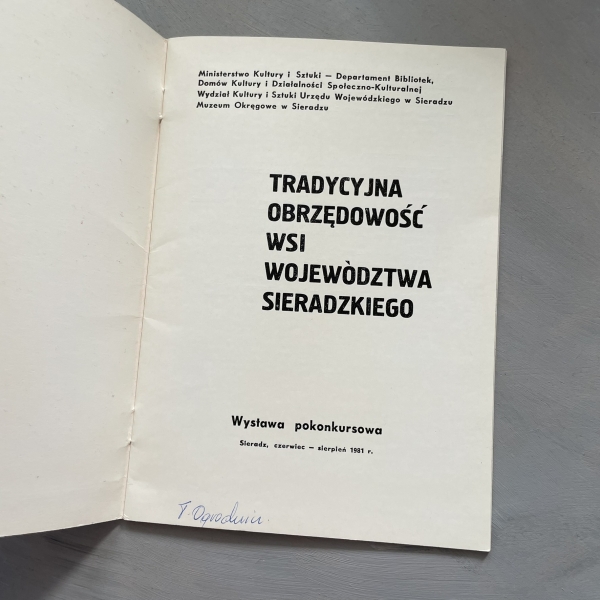 Ministerstwo Kultury i Sztuki — Departament Bibliotek,
Domów Kultury i Działalności Społeczno-Kulturalnej
Wydział Kultury i Sztuki Urzędu Wojewódzkiego w Sieradzu
Muzeum Okręgowe w Sieradzu
TRADYCYJNA
OBRZĘDOWOŚĆ
WSI
WOJEWÒDZTWA
SIERADZKIEGO
Wystawa pokonkursowa
Sieradz, czerwiec — sierpień 1981 r.